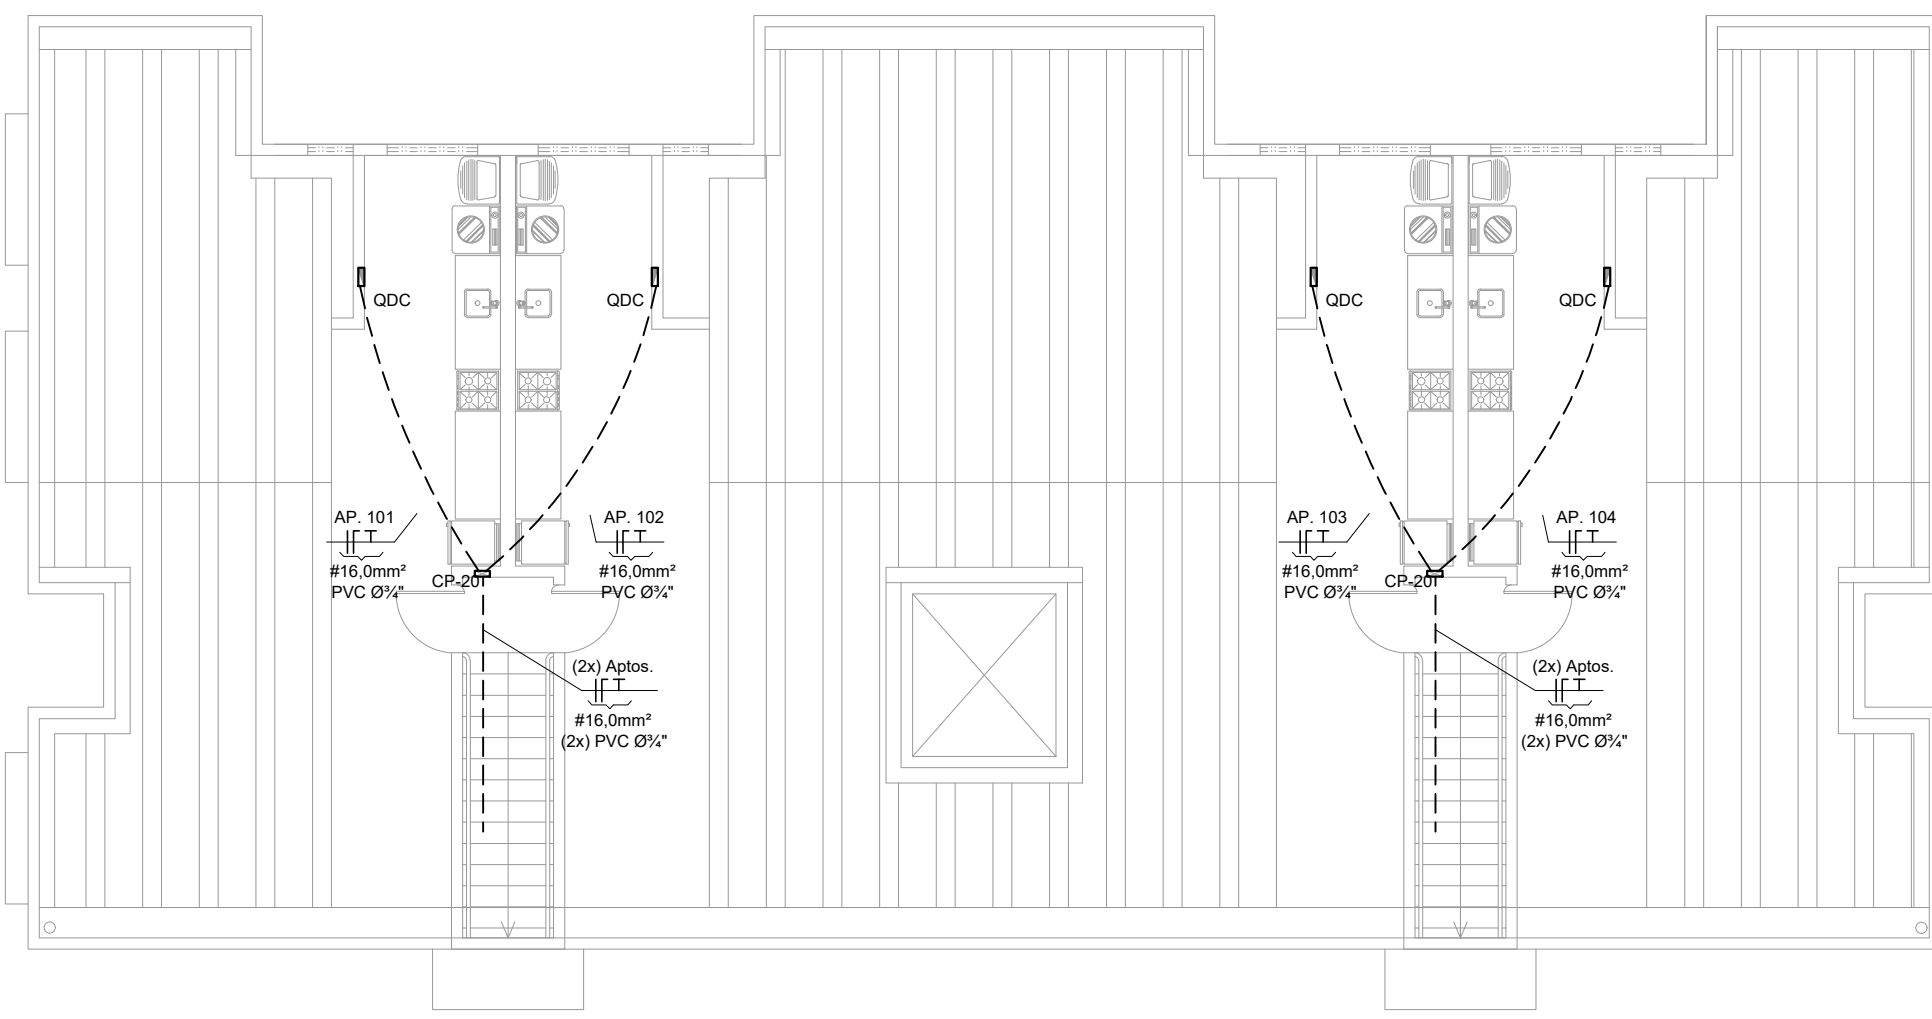 QDC
QDC
QDC
QDC
AP. 101
#16,0mm²
PVC Ø¾"
AP. 102
#16,0mm²
PVC Ø¾"
CP-20
(2x) Aptos.
#16,0mm²
(2x) PVC Ø¾"
AP. 103
#16,0mm²
PVC Ø¾"
AP. 104
#16,0mm²
PVC Ø¾"
CP-20
(2x) Aptos.
#16,0mm²
(2x) PVC Ø¾"